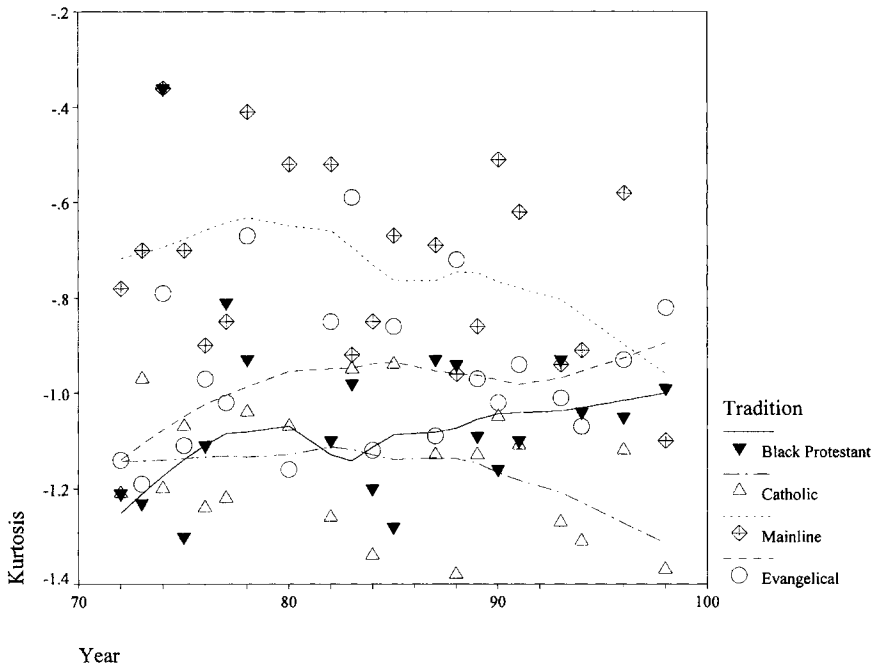 -.2
-.4
-.6
-.8
-1.0
-1.2
-1.4
Kurtosis
70
80
90
100
Year
Tradition
Black Protestant
Catholic
Mainline
Evangelical